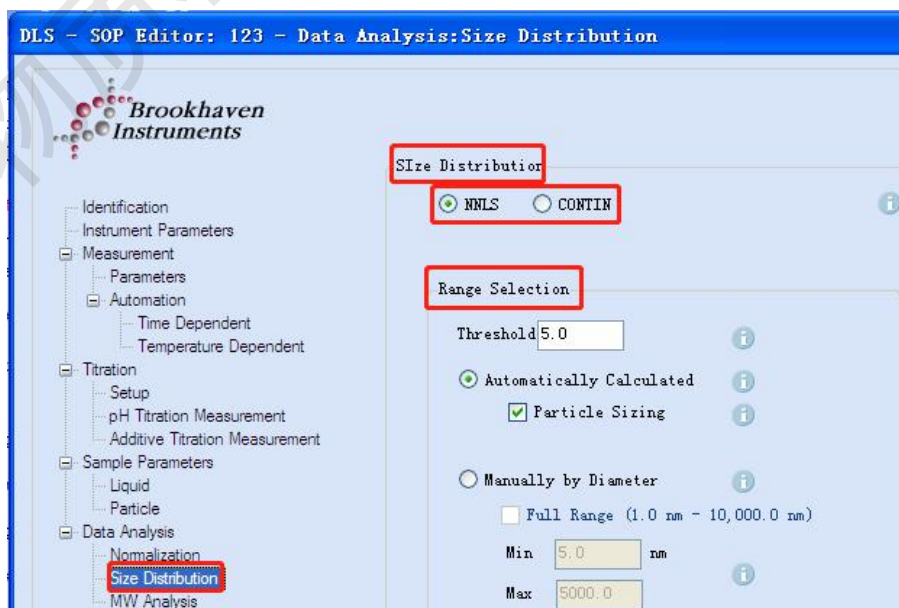 DLS - SOP Editor: 123 - Data Analysis:Size Distribution
Brookhaven
Instruments
Identification
Instrument Parameters
Measurement
Parameters
Automation
Time Dependent
Temperature Dependent
Titration
Setup
pH Titration Measurement
Additive Titration Measurement
Sample Parameters
Liquid
Particle
Data Analysis
Normalization
Size Distribution
MW Analysis
SIze Distribution
NNLS CONTIN
Range Selection
Threshold 5.0
Automatically Calculated
Particle Sizing
Manually by Diameter
Full Range (1.0 nm - 10,000.0 nm)
Min 5.0 nm
Max 5000.0